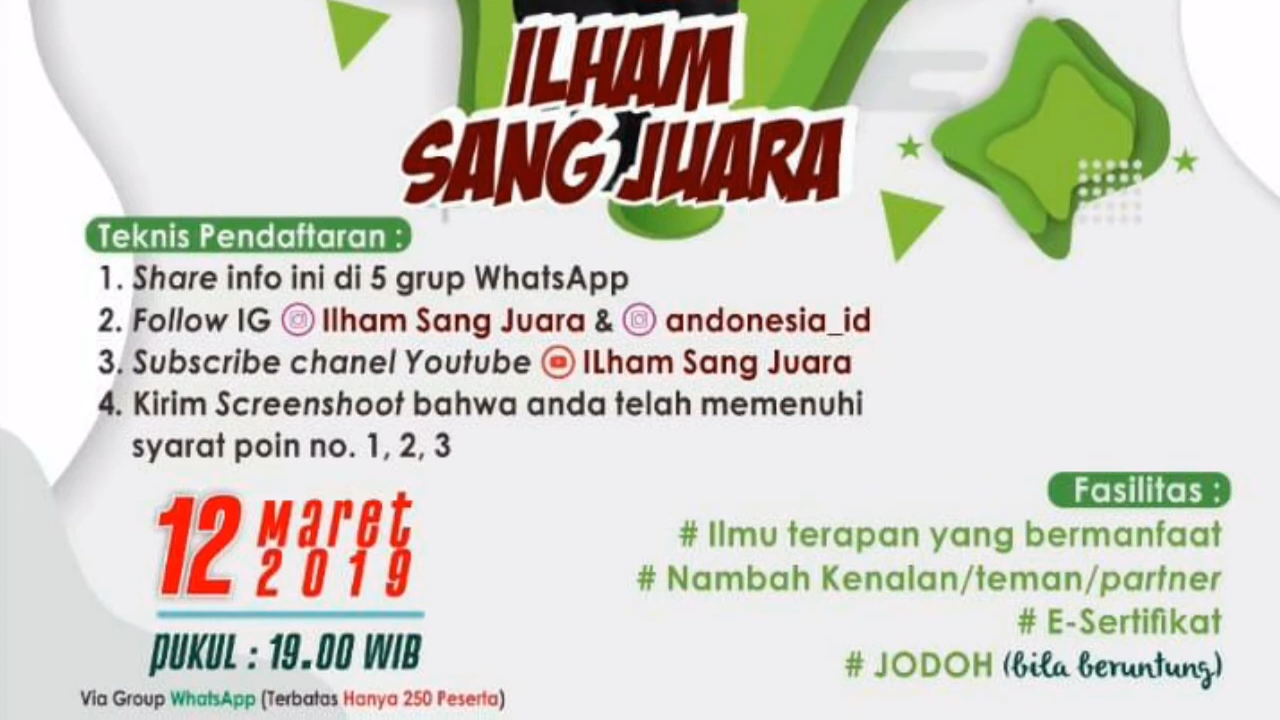 ILHAM
SANG JUARA
Teknis Pendaftaran :
1. Share info ini di 5 grup WhatsApp
2. Follow IG Ilham Sang Juara & andonesia_id
3. Subscribe chanel Youtube ILham Sang Juara
4. Kirim Screenshoot bahwa anda telah memenuhi
syarat poin no. 1, 2, 3
12 Maret
2019
PUKUL : 19.00 WIB
Via Group WhatsApp (Terbatas Hanya 250 Peserta)
Fasilitas :
# Ilmu terapan yang bermanfaat
# Nambah Kenalan/teman/partner
# E-Sertifikat
# JODOH (bila beruntung)